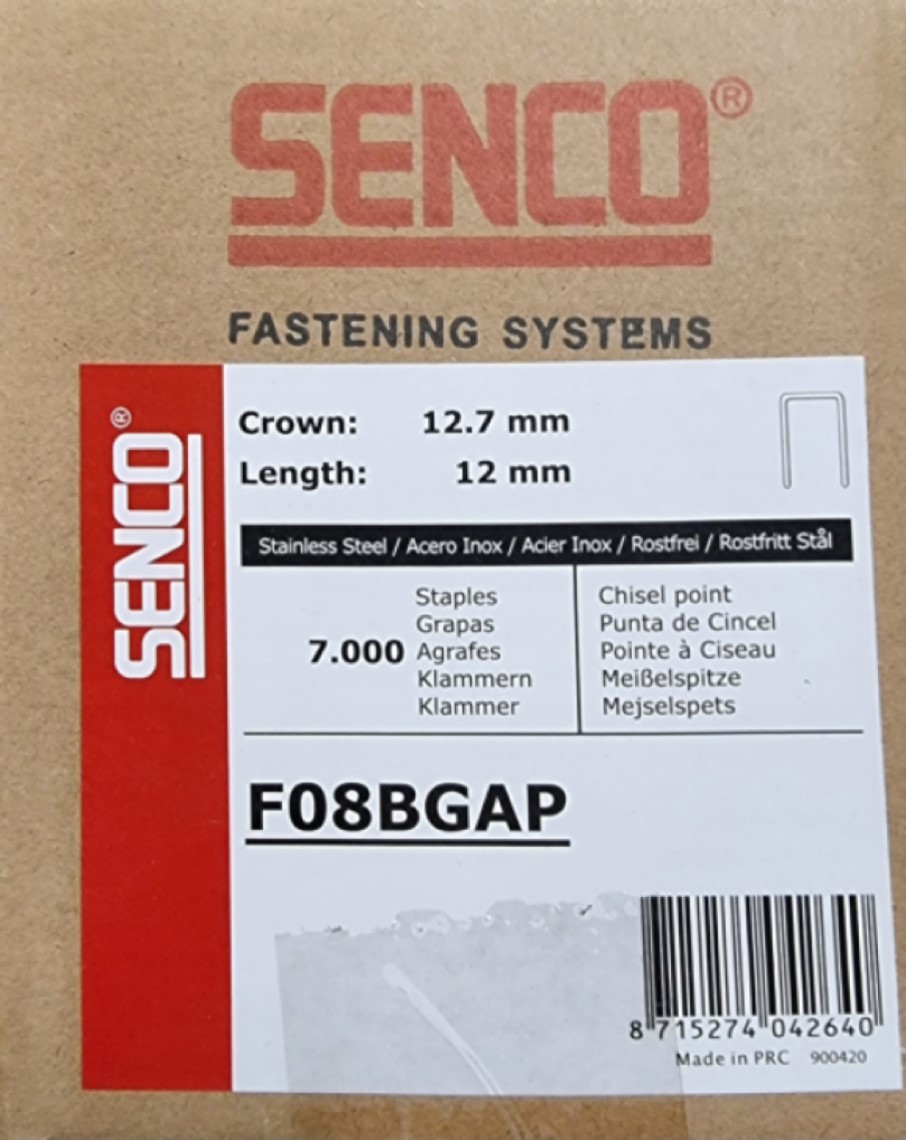 SENCO®
FASTENING SYSTEMS
SENCO®
Crown: 12.7 mm
Length: 12 mm
Stainless Steel / Acero Inox / Acier Inox / Rostfrei / Rostfritt Stål
7.000
Staples
Grapas
Agrafes
Klammern
Klammer
Chisel point
Punta de Cincel
Pointe à Ciseau
Meißelspitze
Mejselspets
F08BGAP
8 715274 042640
Made in PRC 900420